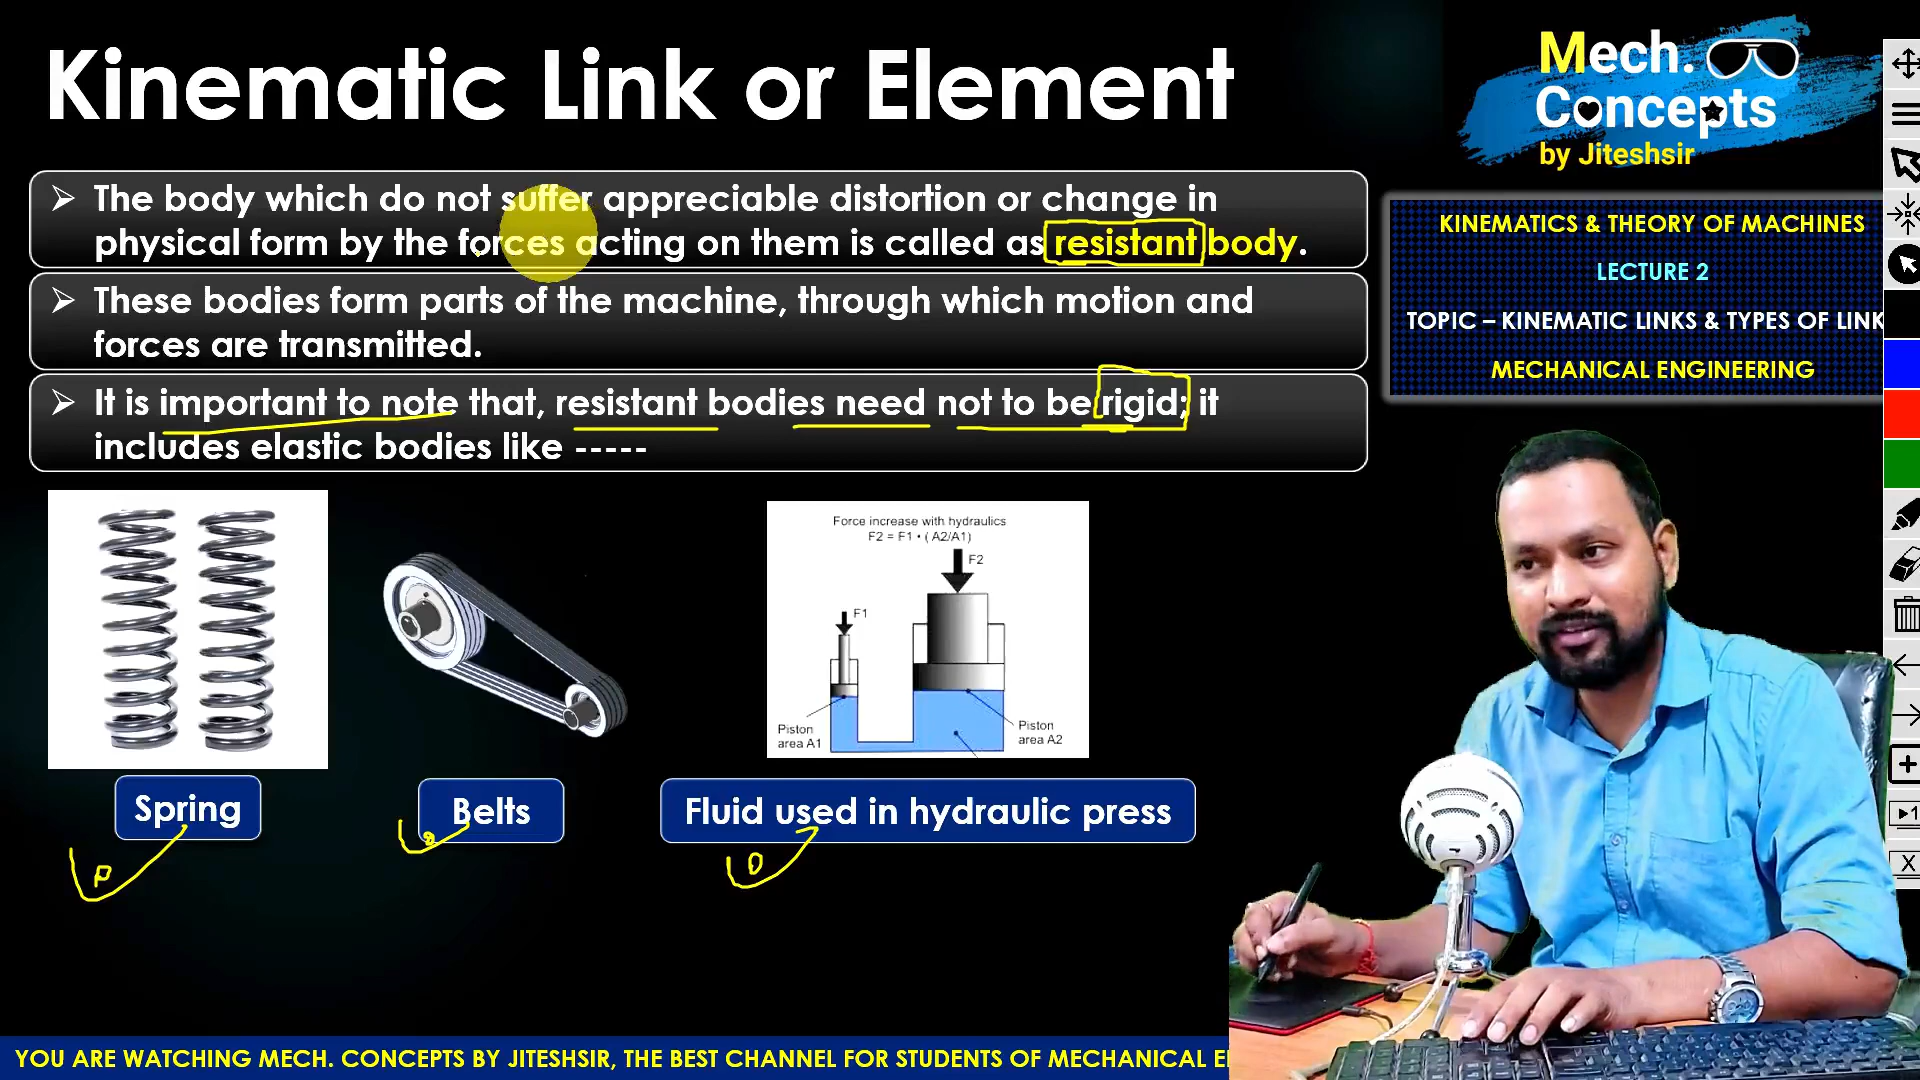 Kinematic Link or Element
Mech.
Concepts
by Jiteshsir
The body which do not suffer appreciable distortion or change in
physical form by the forces acting on them is called as resistant body.
These bodies form parts of the machine, through which motion and
forces are transmitted.
It is important to note that, resistant bodies need not to be rigid; it
includes elastic bodies like -----
KINEMATICS & THEORY OF MACHINES
LECTURE 2
TOPIC – KINEMATIC LINKS & TYPES OF LINK
MECHANICAL ENGINEERING
Force increase with hydraulics
F2 = F1 • ( A2/A1)
F2
F1
Piston
area A1
Piston
area A2
Spring
Belts
Fluid used in hydraulic press
YOU ARE WATCHING MECH. CONCEPTS BY JITESHSIR, THE BEST CHANNEL FOR STUDENTS OF MECHANICAL E